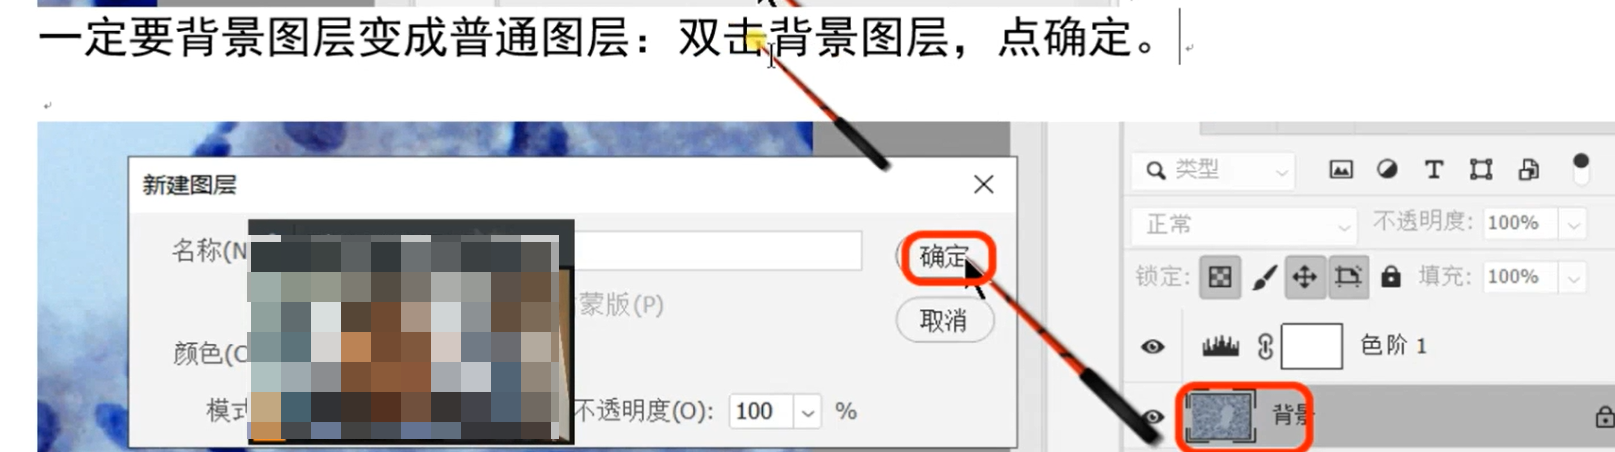 一定要背景图层变成普通图层：双击背景图层，点确定。
新建图层
类型
名称(N
确定
正常
不透明度: 100%
蒙版(P)
锁定:
填充: 100%
取消
颜色(C
色阶 1
模式
不透明度(O): 100 %
背景